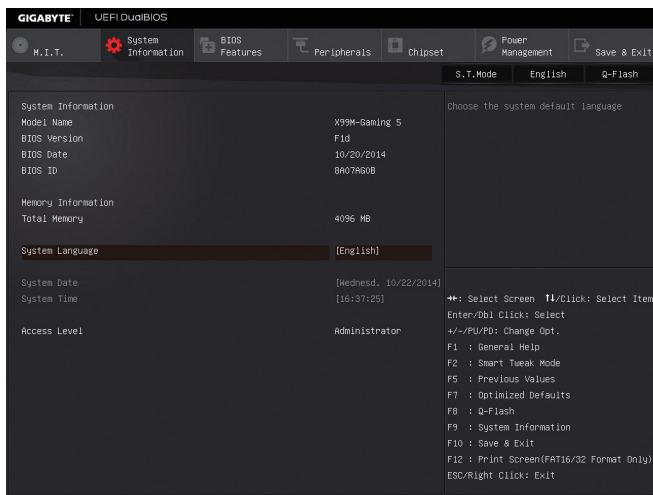 GIGABYTE™ UEFI DualBIOS
M.I.T. System Information BIOS Features Peripherals Chipset Power Management Save & Exit
S.T.Mode English Q-Flash
System Information
Model Name X99M-Gaming 5
BIOS Version F1d
BIOS Date 10/20/2014
BIOS ID 8A07AG0B
Memory Information
Total Memory 4096 MB
System Language [English]
System Date [Wednesd. 10/22/2014]
System Time [16:37:25]
Access Level Administrator
Choose the system default language
→←: Select Screen ↑↓/Click: Select Item
Enter/Dbl Click: Select
+/-/PU/PD: Change Opt.
F1 : General Help
F2 : Smart Tweak Mode
F5 : Previous Values
F7 : Optimized Defaults
F8 : Q-Flash
F9 : System Information
F10 : Save & Exit
F12 : Print Screen(FAT16/32 Format Only)
ESC/Right Click: Exit